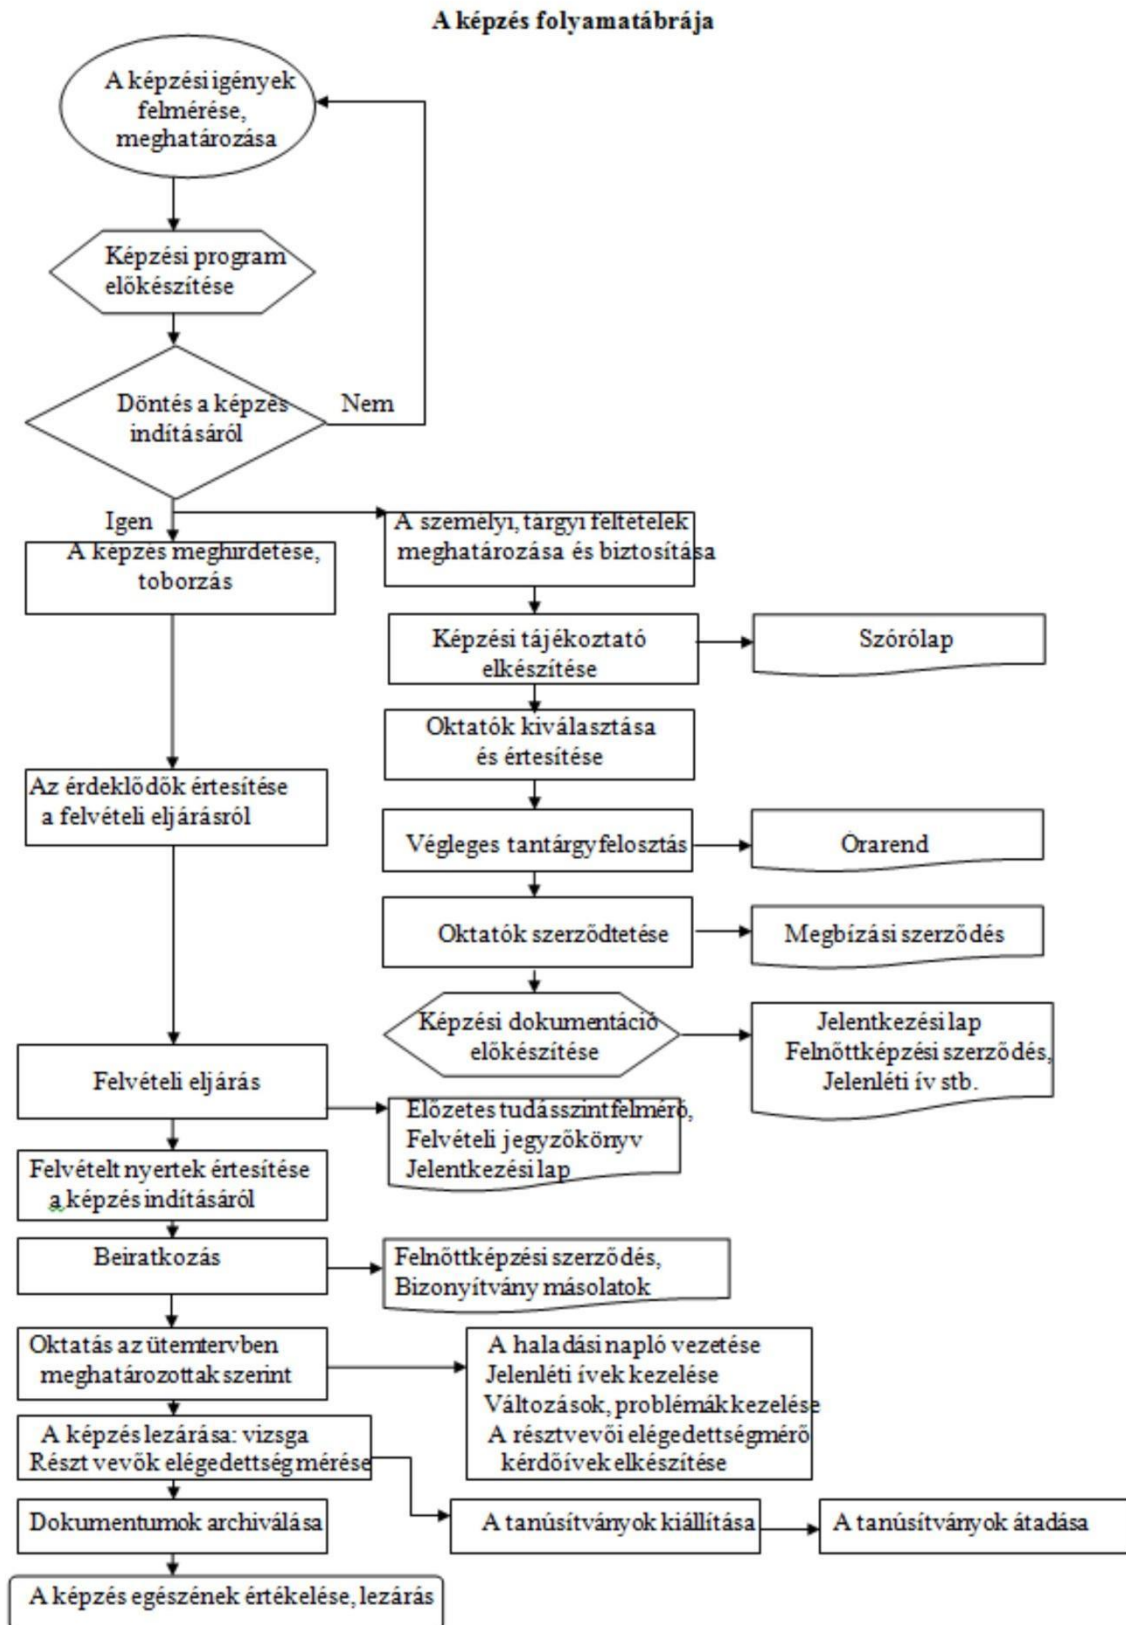 A képzés folyamatábrája
A képzési igények
felmérése,
meghatározása
Képzési program
előkészítése
Döntés a képzés
indításáról
Nem
Igen
A képzés meghirdetése,
toborzás
A személyi, tárgyi feltételek
meghatározása és biztosítása
Képzési tájékoztató
elkészítése
Szórólap
Oktatók kiválasztása
és értesítése
Az érdeklődők értesítése
a felvételi eljárásról
Végleges tantárgyfelosztás
Órarend
Oktatók szerződtetése
Megbízási szerződés
Képzési dokumentáció
előkészítése
Jelentkezési lap
Felnőttképzési szerződés,
Jelenléti ív stb.
Felvételi eljárás
Előzetes tudásszintfelmérő,
Felvételi jegyzőkönyv
Jelentkezési lap
Felvételt nyertek értesítése
a képzés indításáról
Beiratkozás
Felnőttképzési szerződés,
Bizonyítvány másolatok
Oktatás az ütemtervben
meghatározottak szerint
A haladási napló vezetése
Jelenléti ívek kezelése
Változások, problémák kezelése
A résztvevői elégedettségmérő
kérdőívek elkészítése
A képzés lezárása: vizsga
Részt vevők elégedettség mérése
Dokumentumok archiválása
A tanúsítványok kiállítása
A tanúsítványok átadása
A képzés egészének értékelése, lezárás